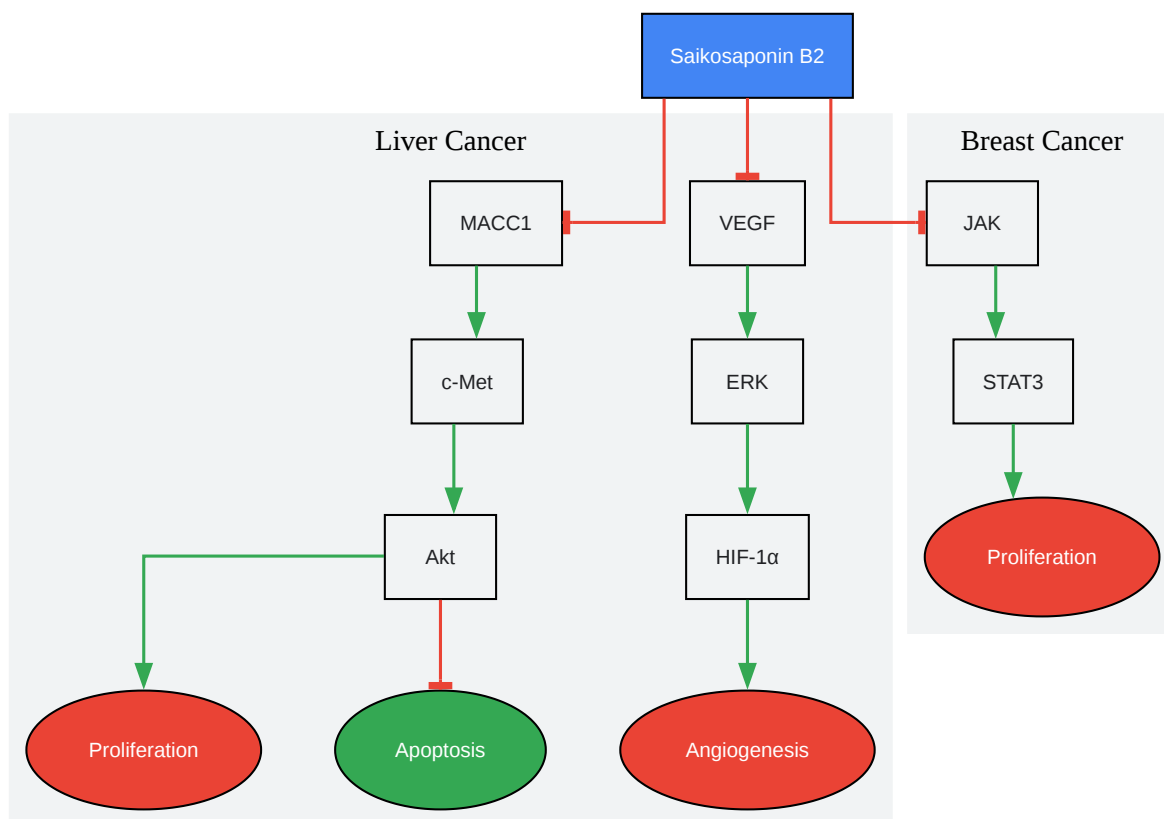 Saikosaponin B2
Liver Cancer
Breast Cancer
MACC1
VEGF
JAK
c-Met
ERK
STAT3
Akt
HIF-1α
Proliferation
Proliferation
Apoptosis
Angiogenesis